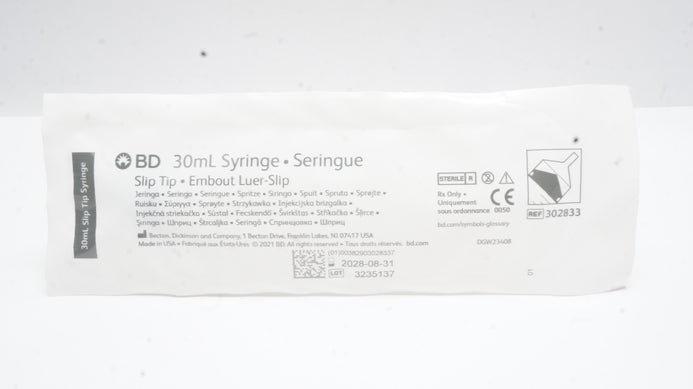 30mL Slip Tip Syringe
BD 30mL Syringe • Seringue
Slip Tip • Embout Luer-Slip
Jeringa • Seringa • Seringue • Spritze • Siringa • Spuit • Spruta • Sprøjte •
Ruisku • Σύριγγα • Sprøyte • Strzykawka • Injekcijska brizgalka •
Injekčná striekačka • Süstal • Fecskendő • Švirkštas • Stříkačka • Šļirce •
Şırınga • Шприц • Štrcaljka • Seringă • Спринцовка • Шприц
Becton, Dickinson and Company, 1 Becton Drive, Franklin Lakes, NJ 07417 USA
Made in USA • Fabriqué aux États-Unis © 2021 BD. All rights reserved • Tous droits réservés. bd.com
(01)00382903028337
2028-08-31
LOT 3235137
STERILE R
Rx Only •
Uniquement
sous ordonnance
CE
0050
bd.com/symbols-glossary
DGW23408
REF 302833